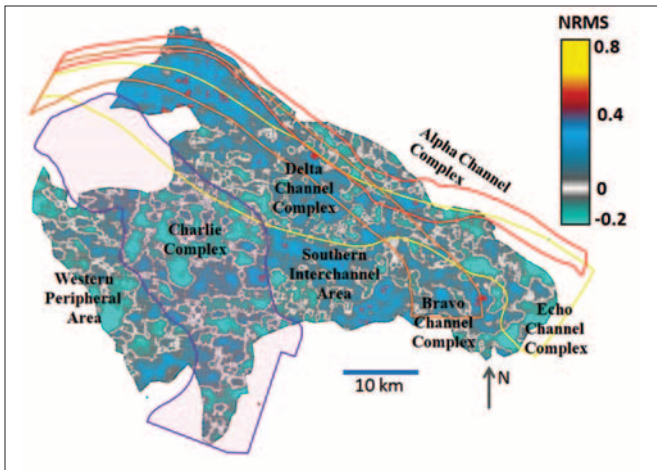 NRMS
0.8
0.4
0
-0.2
Alpha Channel
Complex
Delta
Channel
Complex
Charlie
Complex
Southern
Interchannel
Area
Western
Peripheral
Area
Bravo
Channel
Complex
Echo
Channel
Complex
10 km
N